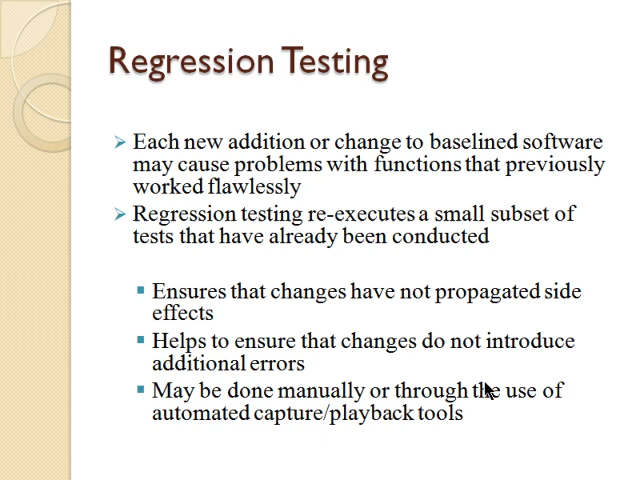 Regression Testing
Each new addition or change to baselined software
may cause problems with functions that previously
worked flawlessly
Regression testing re-executes a small subset of
tests that have already been conducted
Ensures that changes have not propagated side
effects
Helps to ensure that changes do not introduce
additional errors
May be done manually or through the use of
automated capture/playback tools